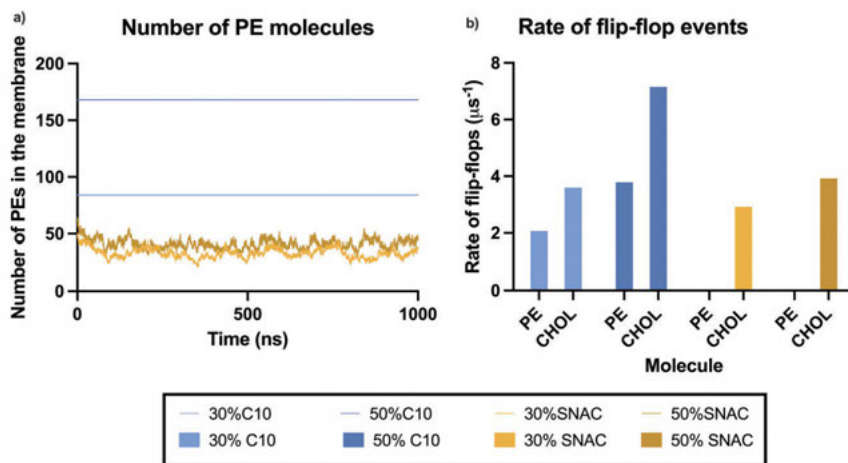 a)
Number of PE molecules
200
150
100
50
0
Number of PEs in the membrane
0
500
1000
Time (ns)
b)
Rate of flip-flop events
8
6
4
2
0
Rate of flip-flops (µs⁻¹)
PE
CHOL
PE
CHOL
PE
CHOL
PE
CHOL
Molecule
30%C10
50%C10
30%SNAC
50%SNAC
30% C10
50% C10
30% SNAC
50% SNAC